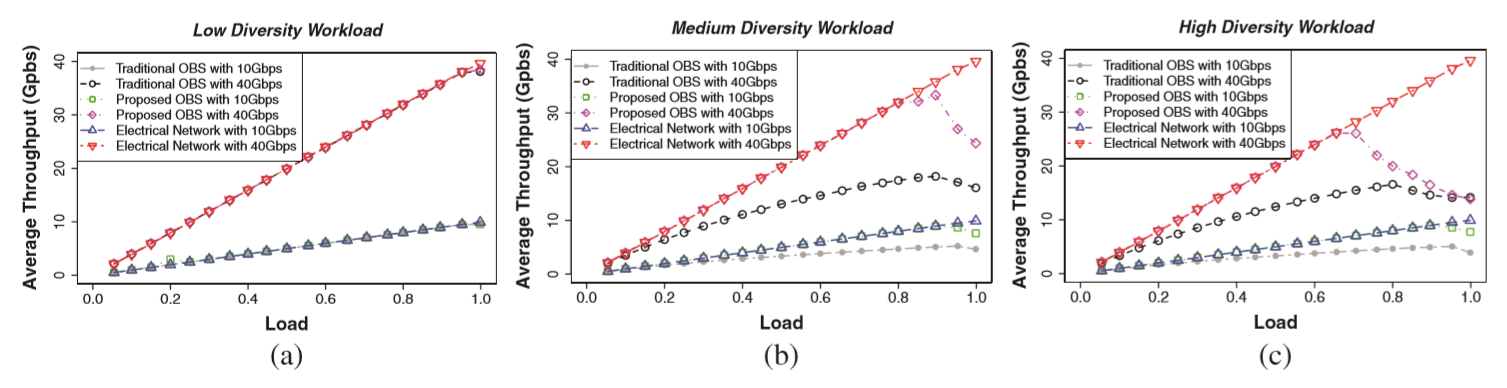 Low Diversity Workload
Average Throughput (Gpbs)
40
30
20
10
0
Traditional OBS with 10Gbps
Traditional OBS with 40Gbps
Proposed OBS with 10Gbps
Proposed OBS with 40Gbps
Electrical Network with 10Gbps
Electrical Network with 40Gbps
0.0 0.2 0.4 0.6 0.8 1.0
Load
(a)
Medium Diversity Workload
Average Throughput (Gpbs)
40
30
20
10
0
Traditional OBS with 10Gbps
Traditional OBS with 40Gbps
Proposed OBS with 10Gbps
Proposed OBS with 40Gbps
Electrical Network with 10Gbps
Electrical Network with 40Gbps
0.0 0.2 0.4 0.6 0.8 1.0
Load
(b)
High Diversity Workload
Average Throughput (Gpbs)
40
30
20
10
0
Traditional OBS with 10Gbps
Traditional OBS with 40Gbps
Proposed OBS with 10Gbps
Proposed OBS with 40Gbps
Electrical Network with 10Gbps
Electrical Network with 40Gbps
0.0 0.2 0.4 0.6 0.8 1.0
Load
(c)